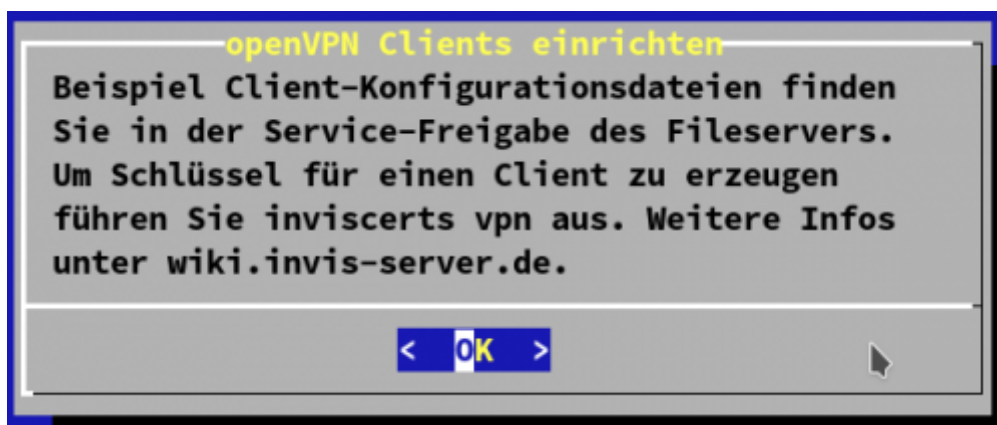 openVPN Clients einrichten
Beispiel Client-Konfigurationsdateien finden
Sie in der Service-Freigabe des Fileservers.
Um Schlüssel für einen Client zu erzeugen
führen Sie inviscerts vpn aus. Weitere Infos
unter wiki.invis-server.de.
<  OK  >